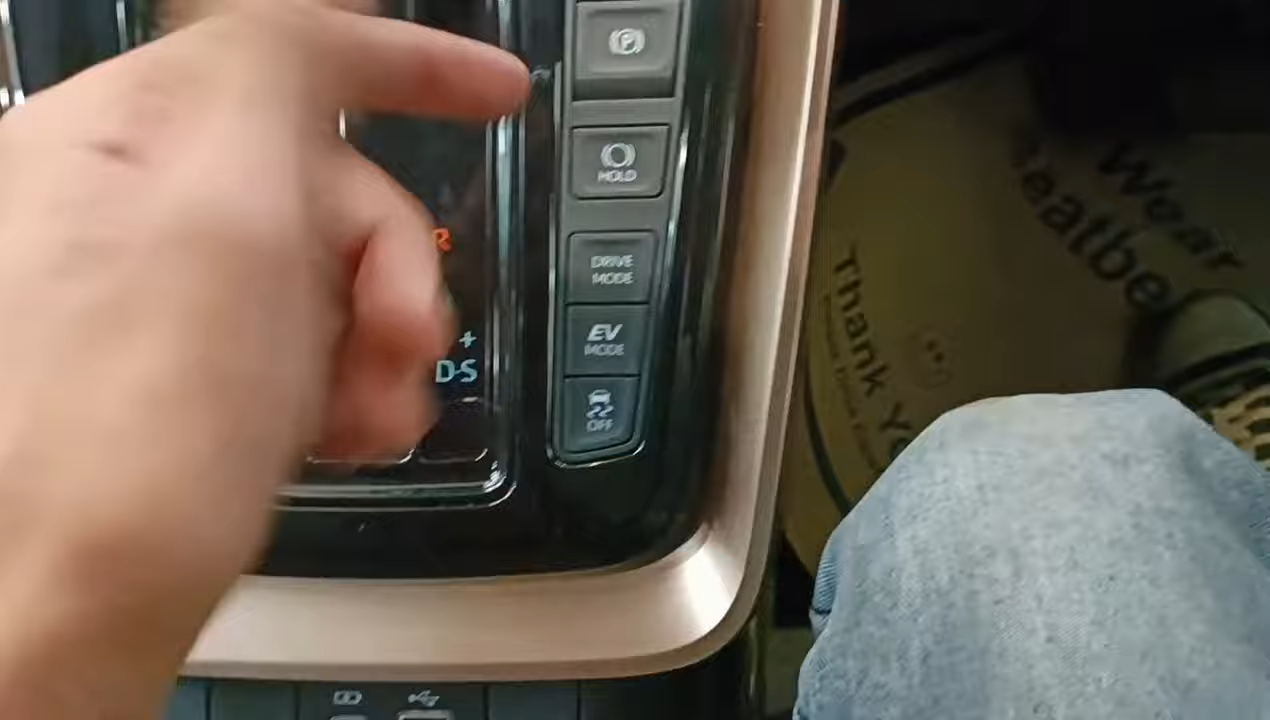 P
HOLD
DRIVE
MODE
R
EV
MODE
+
D-S
OFF
Wear
Seatbe
Thank Yo